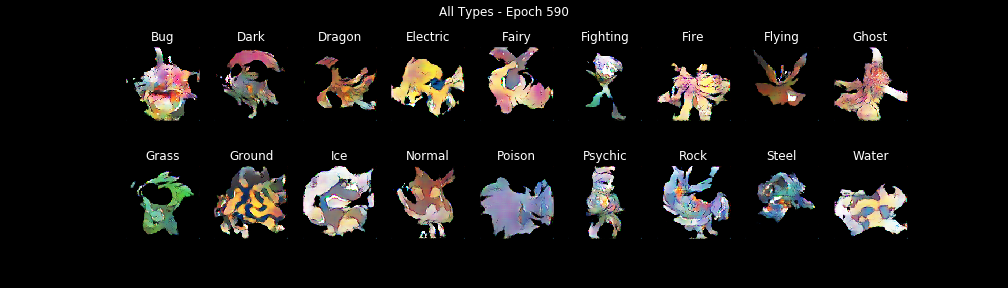 All Types - Epoch 590
Bug Dark Dragon Electric Fairy Fighting Fire Flying Ghost
Grass Ground Ice Normal Poison Psychic Rock Steel Water